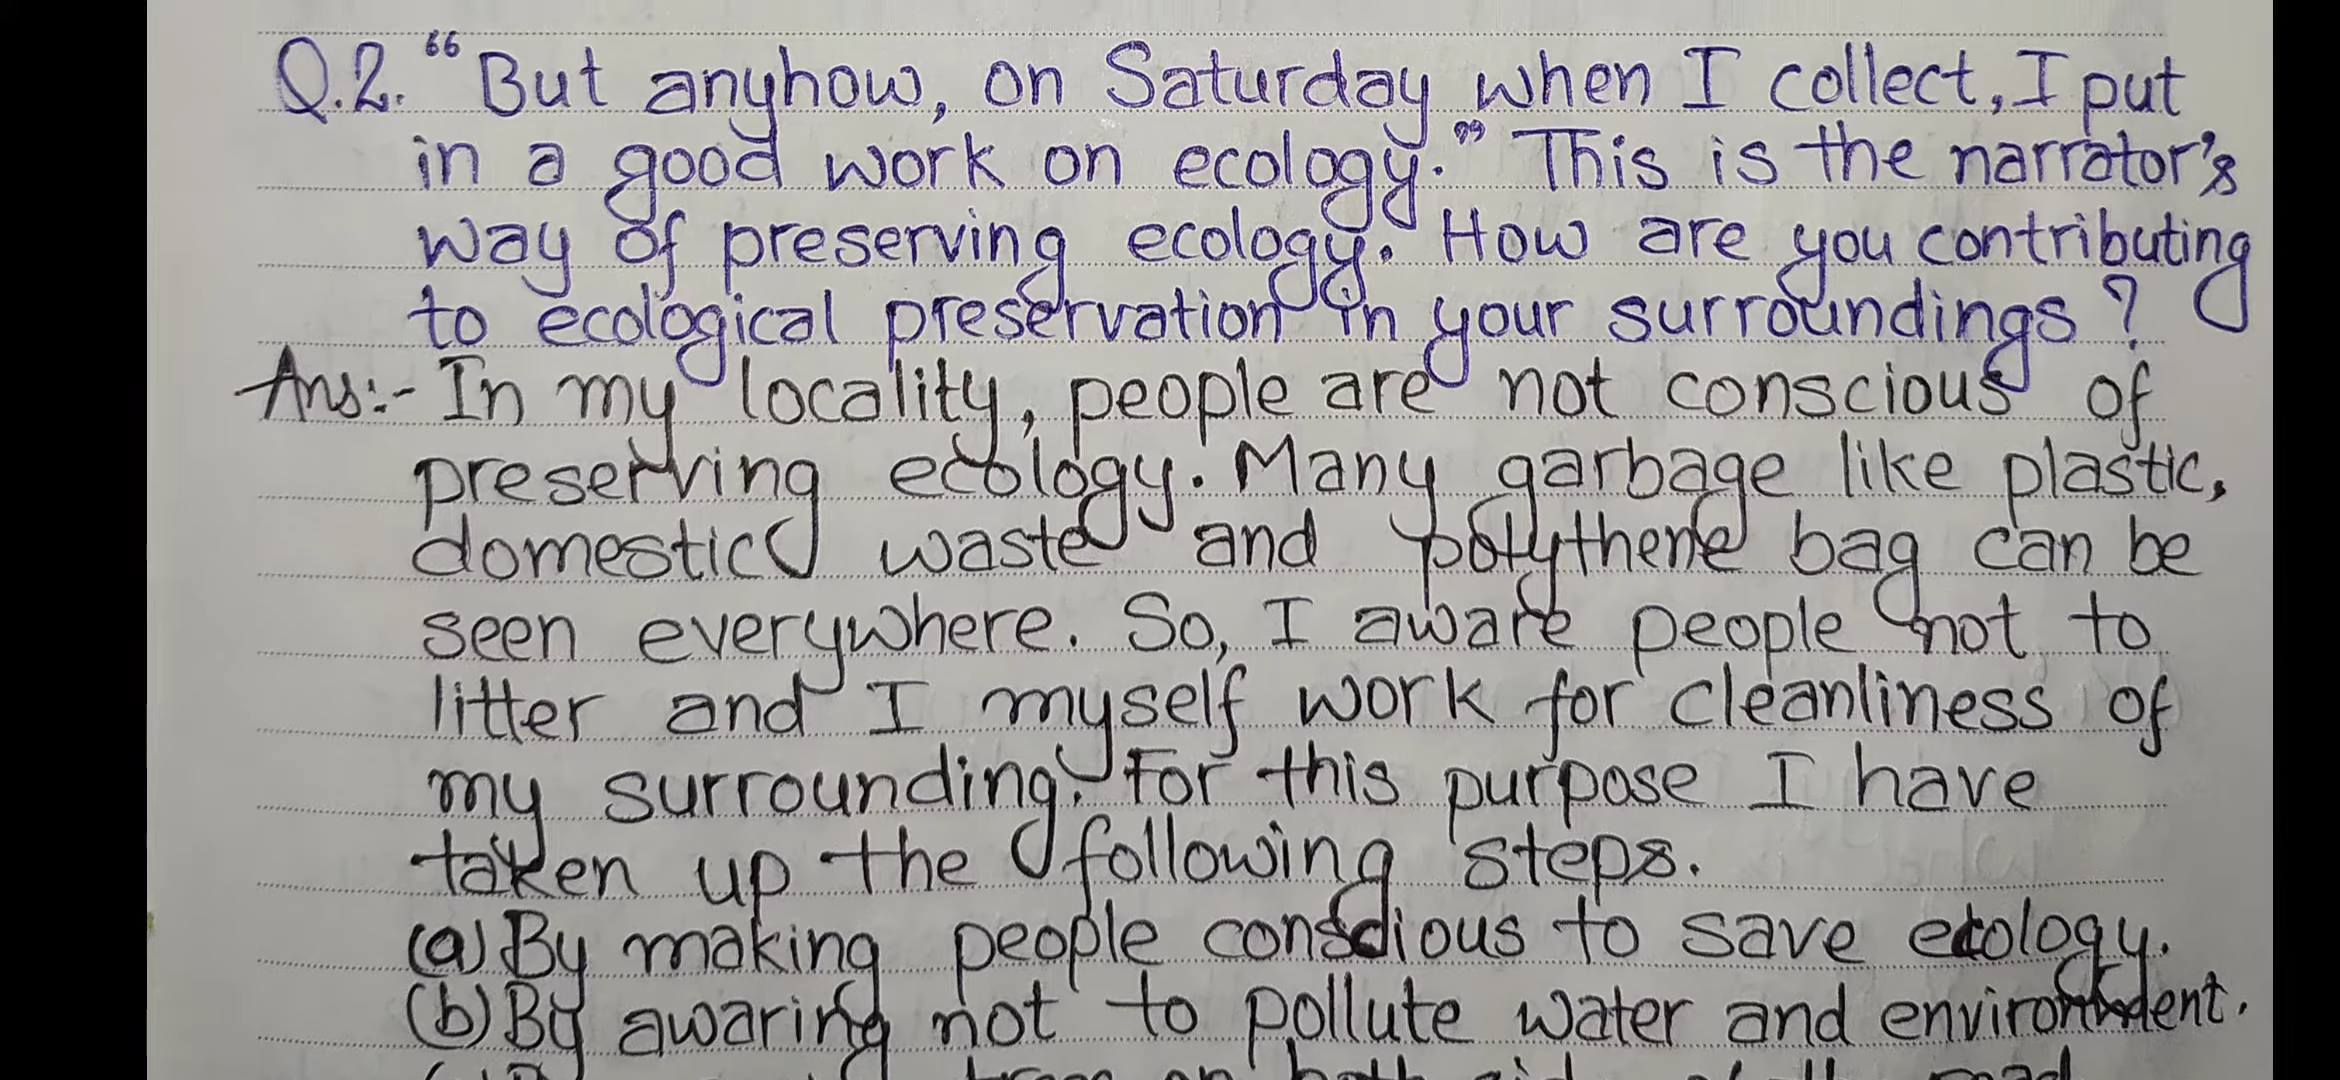 Q.2. “But anyhow, on Saturday when I collect, I put
in a good work on ecology.” This is the narrator's
way of preserving ecology. How are you contributing
to ecological preservation in your surroundings?
Ans:- In my locality, people are not conscious of
preserving ecology. Many garbage like plastic,
domestic waste and polythene bag can be
seen everywhere. So, I aware people not to
litter and I myself work for cleanliness of
my surrounding. For this purpose I have
taken up the following steps.
(a) By making people conscious to save ecology.
(b) By awaring not to pollute water and environment.